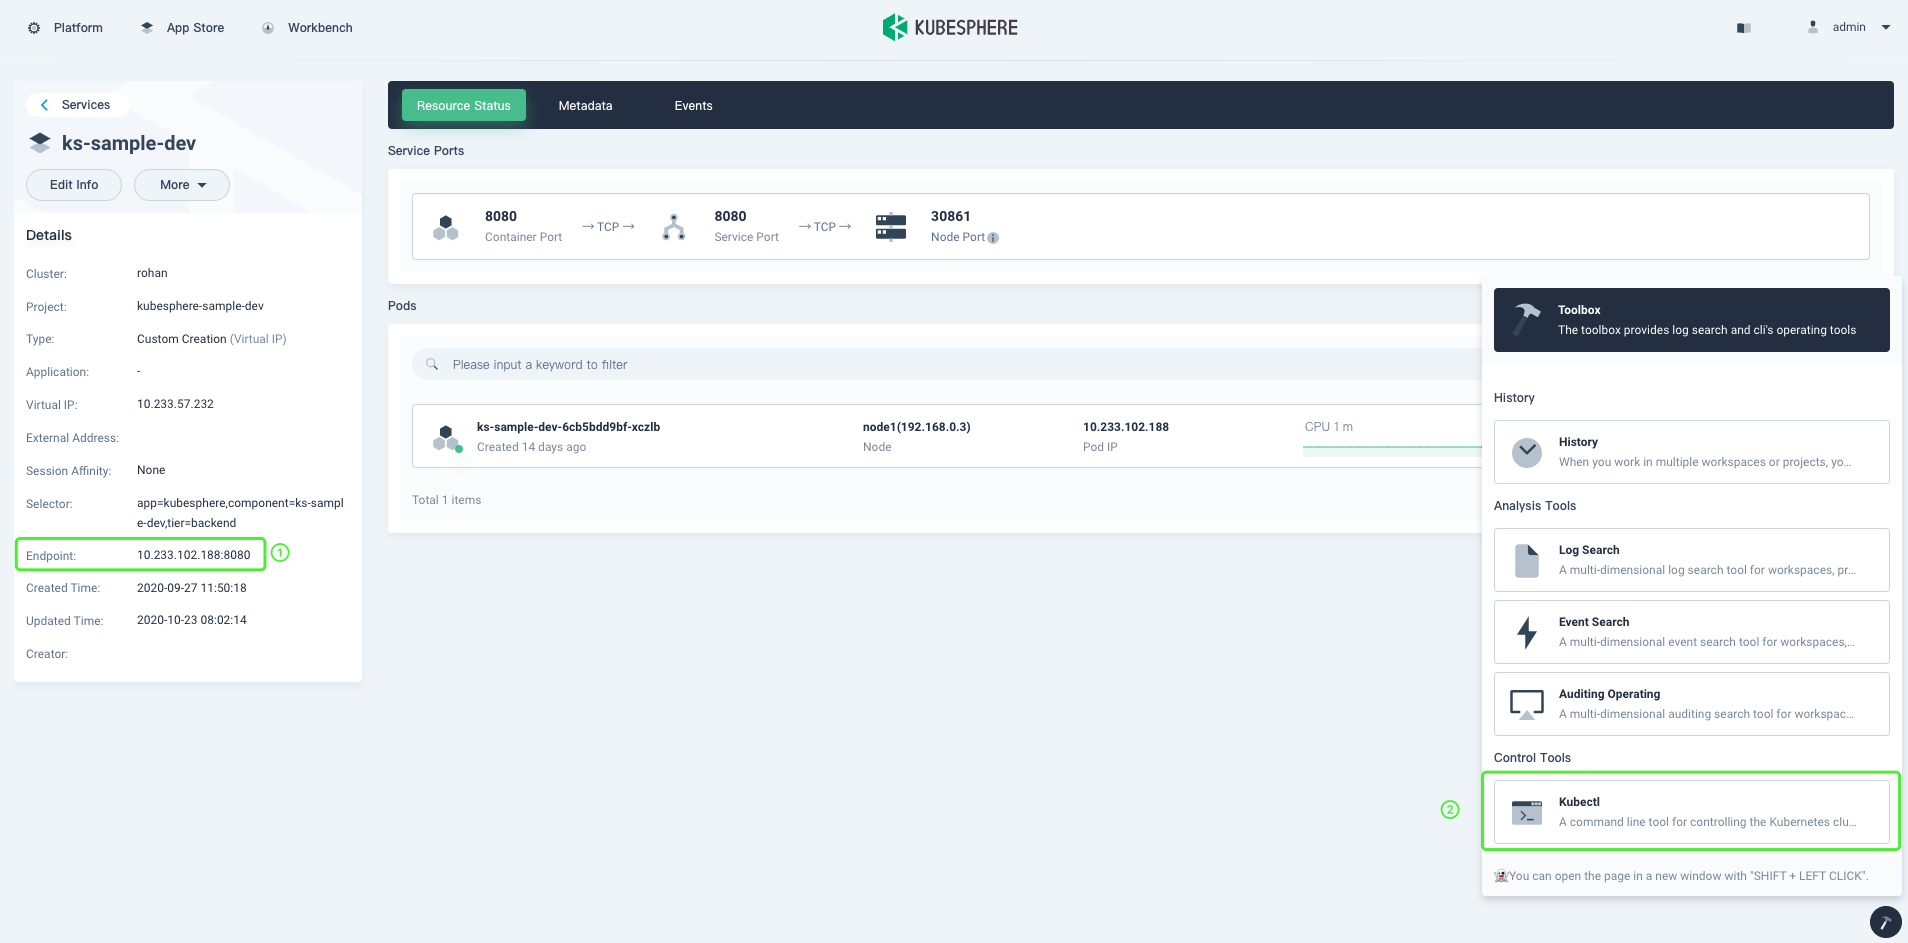 Platform
App Store
Workbench
KUBESPHERE
admin
Services
ks-sample-dev
Edit Info
More
Details
Cluster: rohan
Project: kubesphere-sample-dev
Type: Custom Creation (Virtual IP)
Application: -
Virtual IP: 10.233.57.232
External Address:
Session Affinity: None
Selector: app=kubesphere,component=ks-sampl
e-dev,tier=backend
Endpoint: 10.233.102.188:8080
1
Created Time: 2020-09-27 11:50:18
Updated Time: 2020-10-23 08:02:14
Creator:
Resource Status
Metadata
Events
Service Ports
8080
Container Port
→TCP→
8080
Service Port
→TCP→
30861
Node Port
Pods
Please input a keyword to filter
ks-sample-dev-6cb5bdd9bf-xczlb
Created 14 days ago
node1(192.168.0.3)
Node
10.233.102.188
Pod IP
CPU 1 m
Total 1 items
Toolbox
The toolbox provides log search and cli's operating tools
History
History
When you work in multiple workspaces or projects, yo...
Analysis Tools
Log Search
A multi-dimensional log search tool for workspaces, pr...
Event Search
A multi-dimensional event search tool for workspaces,...
Auditing Operating
A multi-dimensional auditing search tool for workspac...
Control Tools
2
Kubectl
A command line tool for controlling the Kubernetes clu...
👻You can open the page in a new window with "SHIFT + LEFT CLICK".